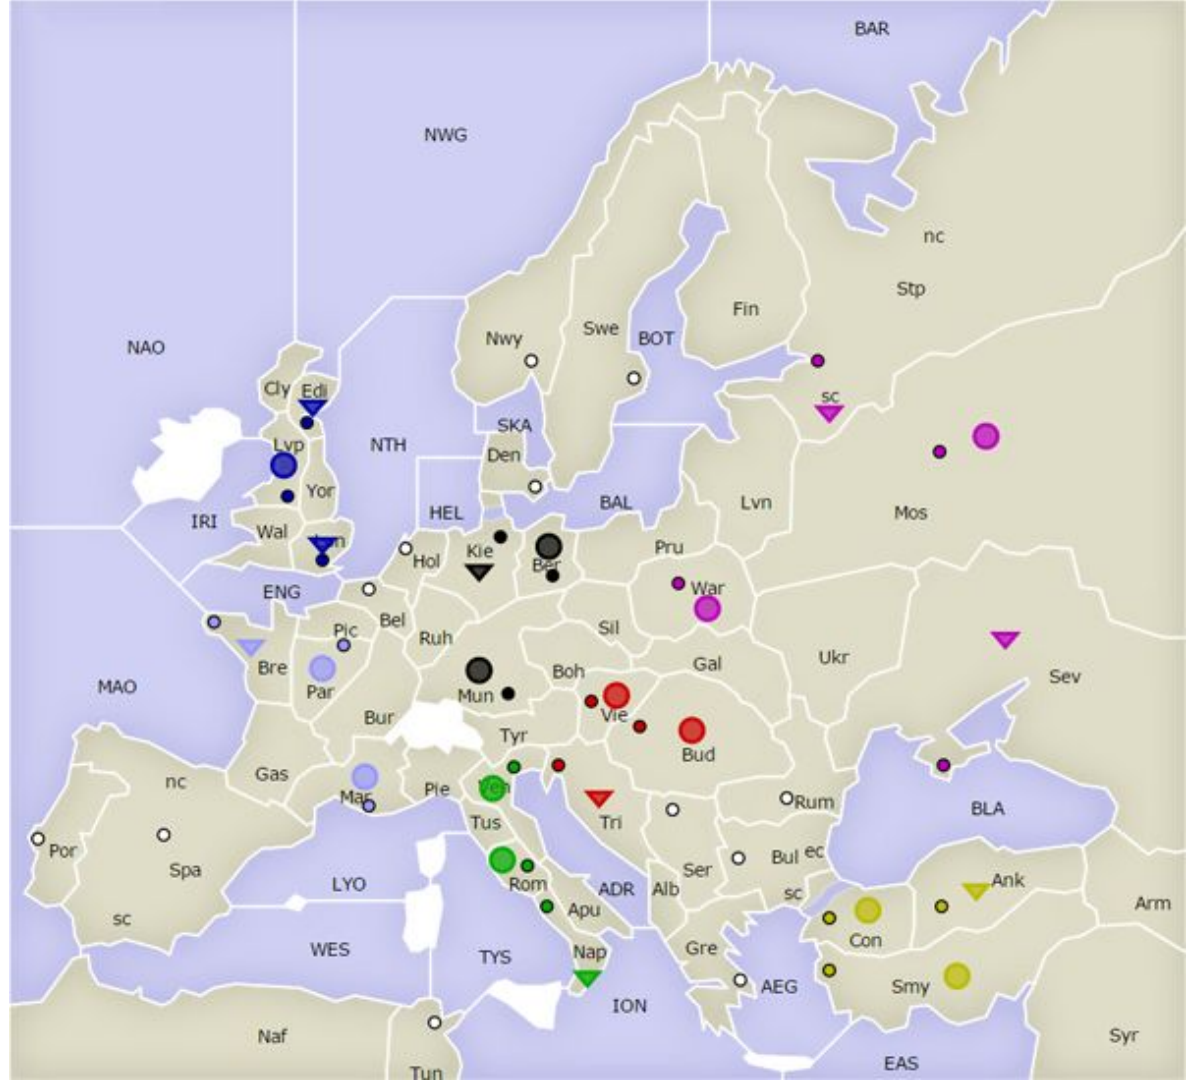 BAR
NWG
nc
Stp
Fin
Swe
BOT
Nwy
NAO
Cly
Edi
sc
SKA
NTH
Lvp
Den
Yor
Lvn
HEL
BAL
Mos
IRI
Wal
Lon
Pru
Kie
Hol
Ber
War
ENG
Bel
Pic
Sil
Ruh
Ukr
Gal
Bre
Boh
Sev
MAO
Par
Mun
Vie
Bur
Tyr
Bud
Gas
nc
Pie
Ven
Mar
Rum
BLA
Tus
Tri
Por
Bul
ec
Spa
Ser
LYO
Rom
ADR
Alb
Ank
sc
Arm
Apu
sc
Con
WES
TYS
Nap
Gre
AEG
Smy
ION
Naf
Syr
EAS
Tun